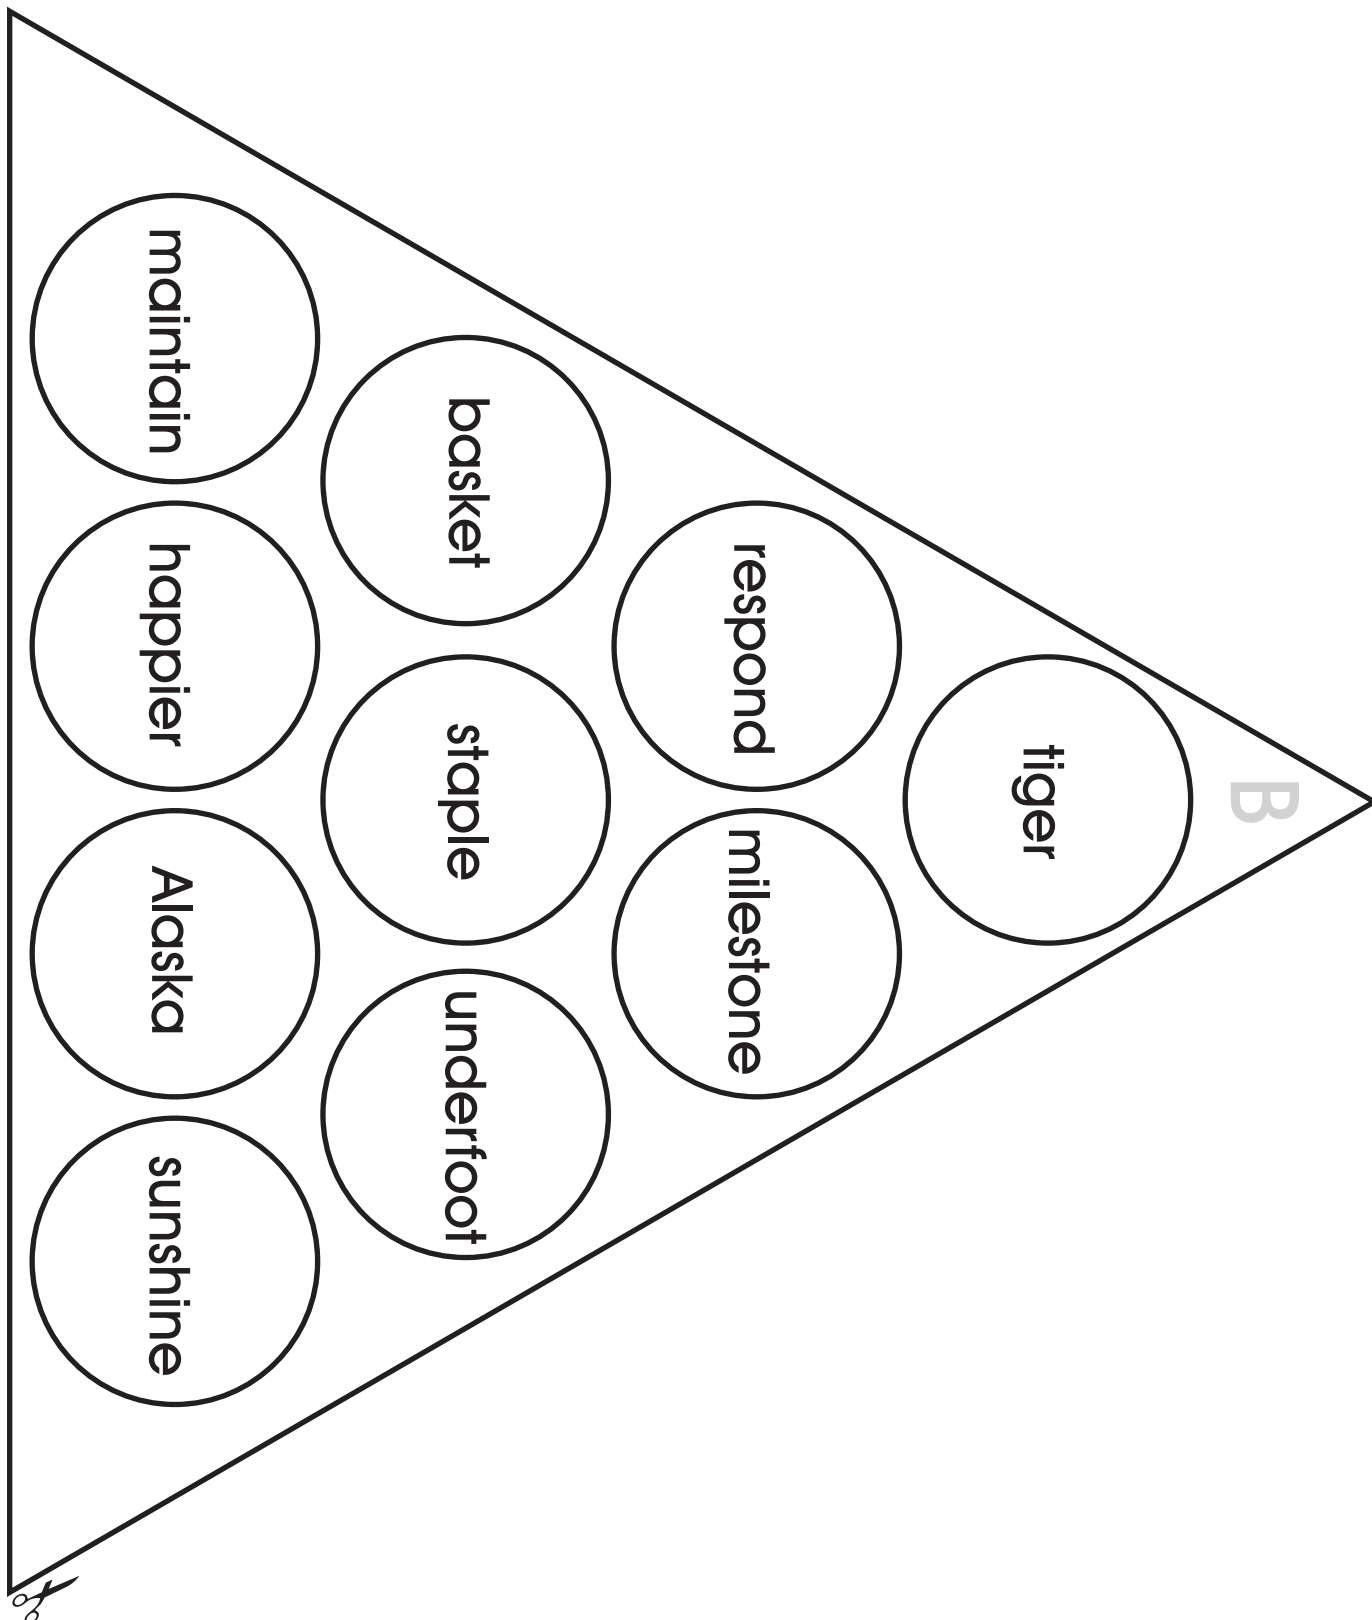 B
tiger
respond milestone
basket staple underfoot
maintain happier Alaska sunshine